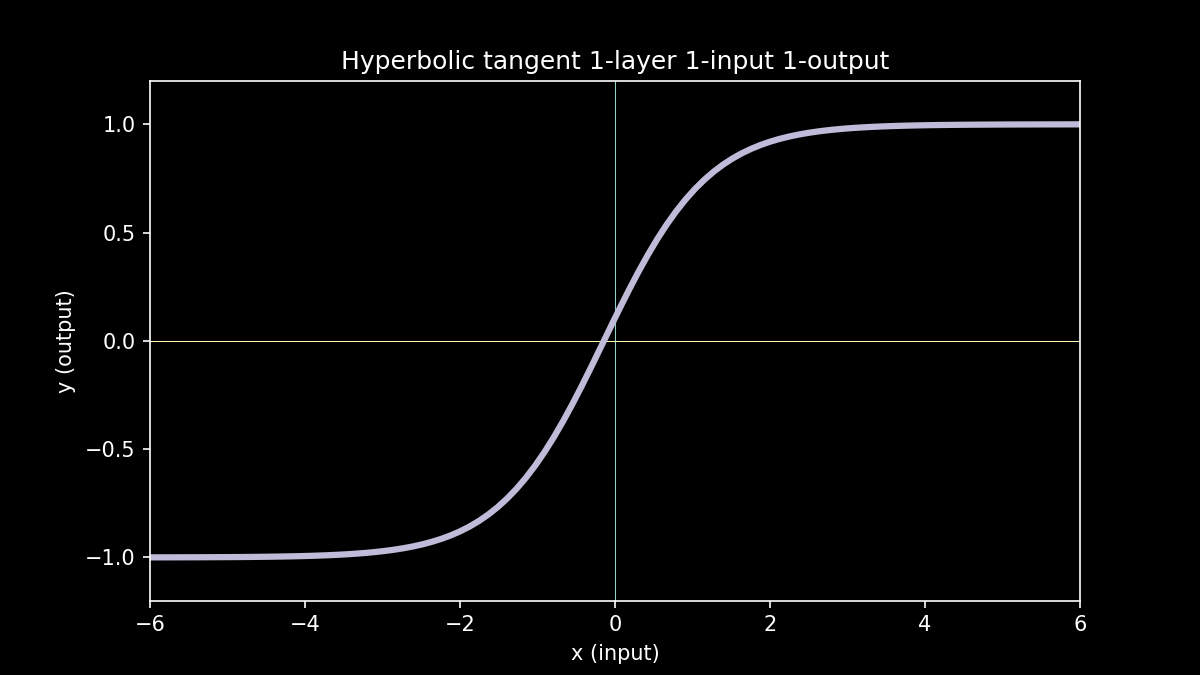 Hyperbolic tangent 1-layer 1-input 1-output
1.0
0.5
0.0
−0.5
−1.0
y (output)
−6 −4 −2 0 2 4 6
x (input)